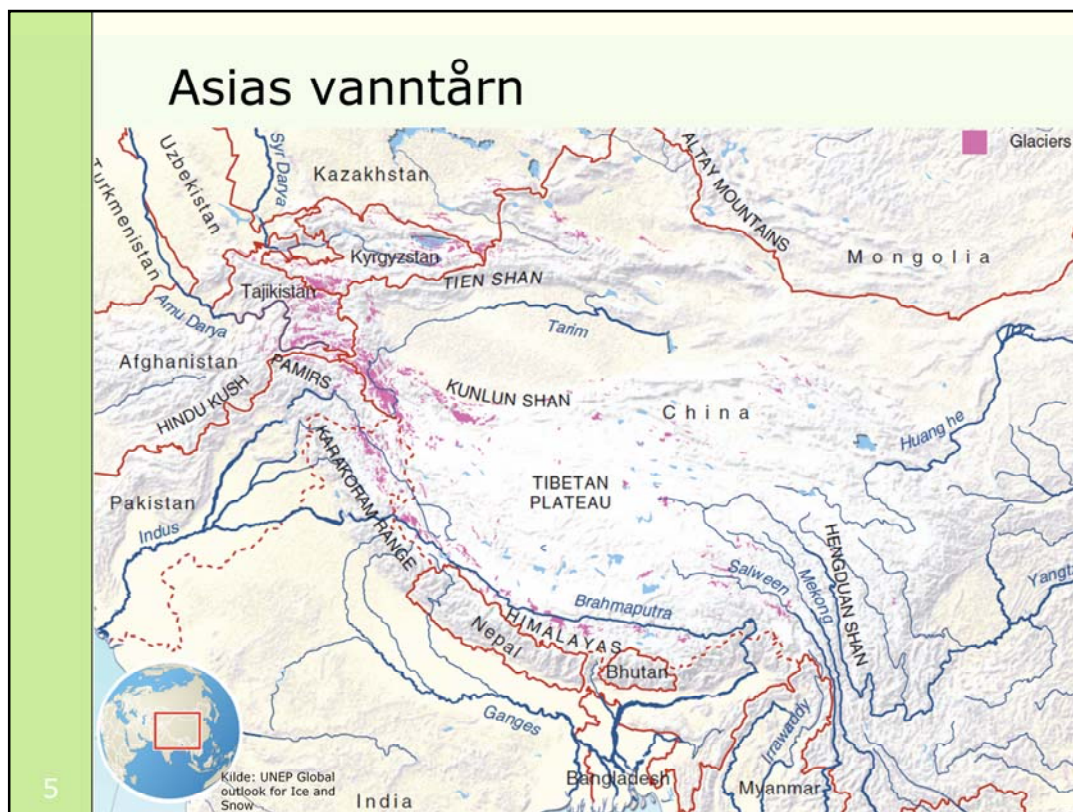 Asias vanntårn
Glaciers
Turkmenistan
Uzbekistan
Syr Darya
Kazakhstan
ALTAY MOUNTAINS
Mongolia
Kyrgyzstan
TIEN SHAN
Tajikistan
Amu Darya
Tarim
Afghanistan
PAMIRS
HINDU KUSH
KUNLUN SHAN
China
Huang he
KARAKORAM RANGE
TIBETAN
PLATEAU
Pakistan
Indus
HENGDUAN SHAN
Salween
Mekong
Yangt
Brahmaputra
HIMALAYAS
Nepal
Bhutan
Ganges
Irrawaddy
Bangladesh
Myanmar
India
Kilde: UNEP Global
outlook for Ice and
Snow
5